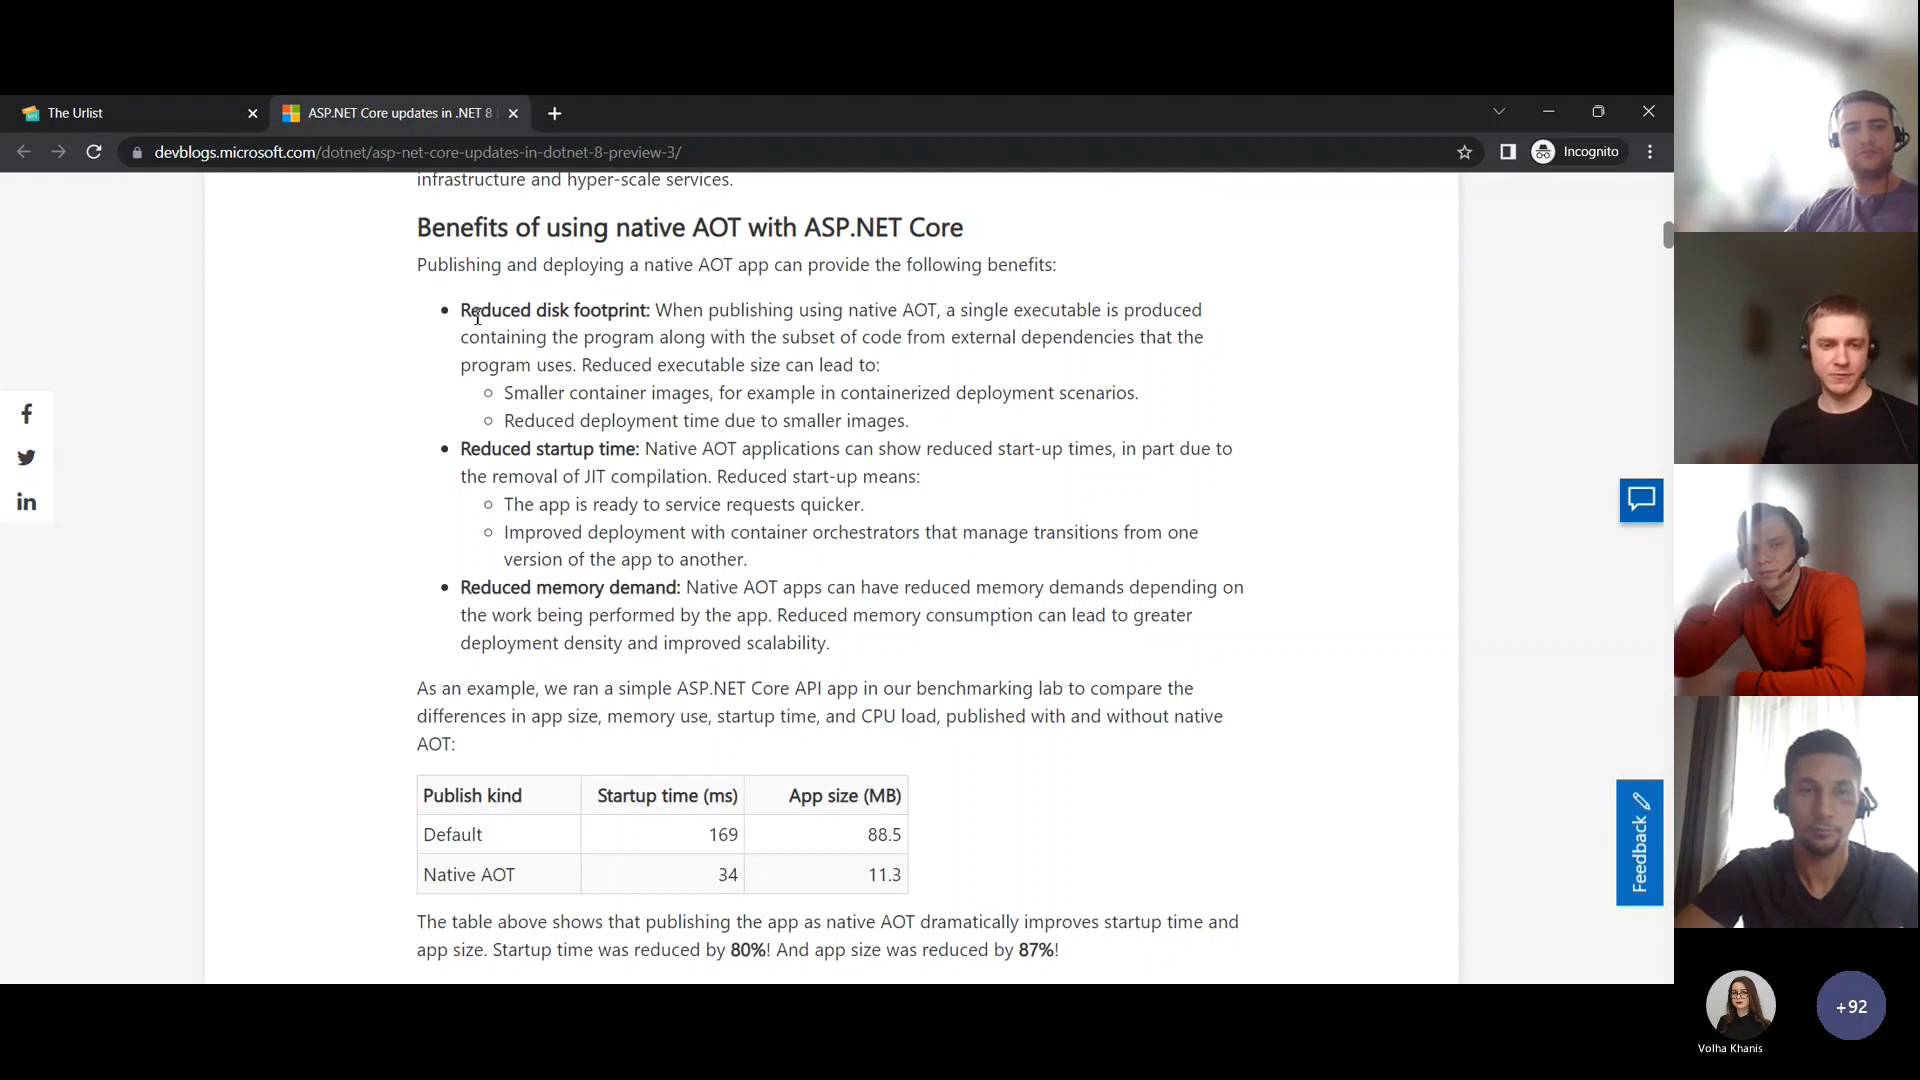 The Urlist
ASP.NET Core updates in .NET 8
devblogs.microsoft.com/dotnet/asp-net-core-updates-in-dotnet-8-preview-3/
Incognito
infrastructure and hyper-scale services.
Benefits of using native AOT with ASP.NET Core
Publishing and deploying a native AOT app can provide the following benefits:
Reduced disk footprint: When publishing using native AOT, a single executable is produced
containing the program along with the subset of code from external dependencies that the
program uses. Reduced executable size can lead to:
Smaller container images, for example in containerized deployment scenarios.
Reduced deployment time due to smaller images.
Reduced startup time: Native AOT applications can show reduced start-up times, in part due to
the removal of JIT compilation. Reduced start-up means:
The app is ready to service requests quicker.
Improved deployment with container orchestrators that manage transitions from one
version of the app to another.
Reduced memory demand: Native AOT apps can have reduced memory demands depending on
the work being performed by the app. Reduced memory consumption can lead to greater
deployment density and improved scalability.
As an example, we ran a simple ASP.NET Core API app in our benchmarking lab to compare the
differences in app size, memory use, startup time, and CPU load, published with and without native
AOT:
Publish kind Startup time (ms) App size (MB)
Default 169 88.5
Native AOT 34 11.3
The table above shows that publishing the app as native AOT dramatically improves startup time and
app size. Startup time was reduced by 80%! And app size was reduced by 87%!
Feedback
+92
Volha Khanis